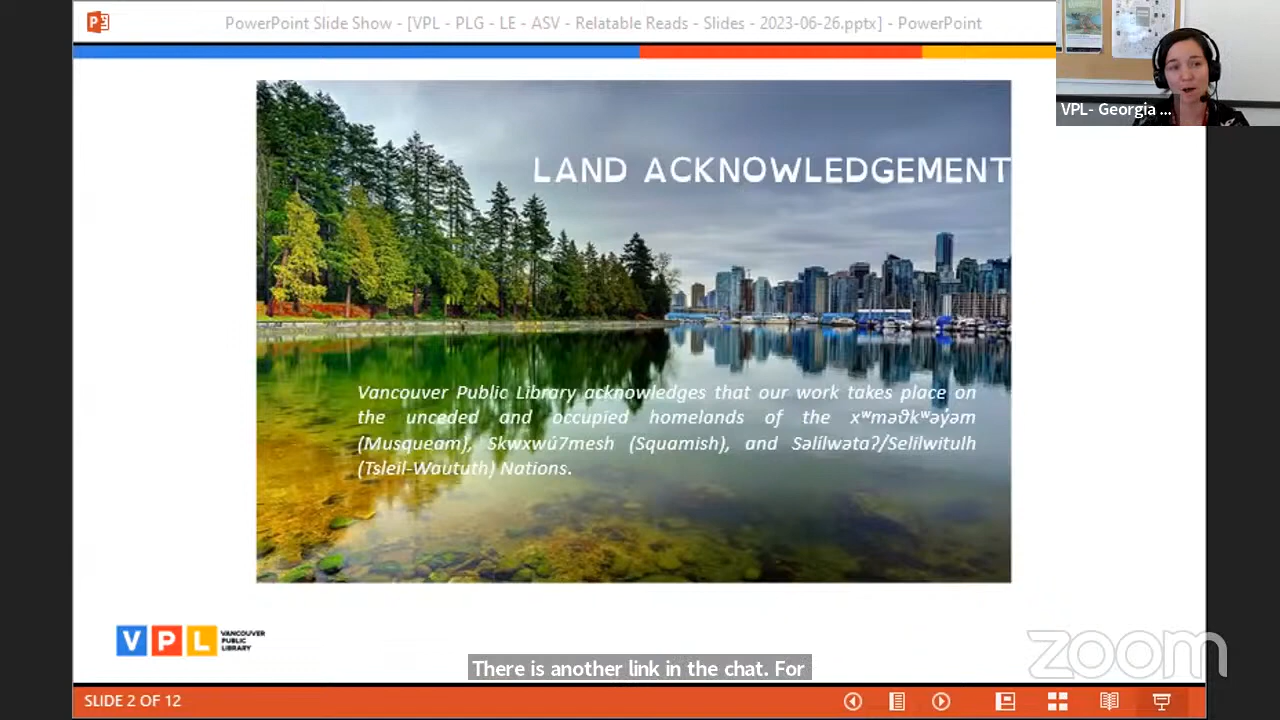 PowerPoint Slide Show - [VPL - PLG - LE - ASV - Relatable Reads - Slides - 2023-06-26.pptx] - PowerPoint
VPL- Georgia ...
LAND ACKNOWLEDGEMENT
Vancouver Public Library acknowledges that our work takes place on
the unceded and occupied homelands of the xʷməθkʷəy̓əm
(Musqueam), Skwxwú7mesh (Squamish), and Səlílwətaʔ/Selilwitulh
(Tsleil-Waututh) Nations.
VPL VANCOUVER
PUBLIC
LIBRARY
There is another link in the chat. For
zoom
SLIDE 2 OF 12